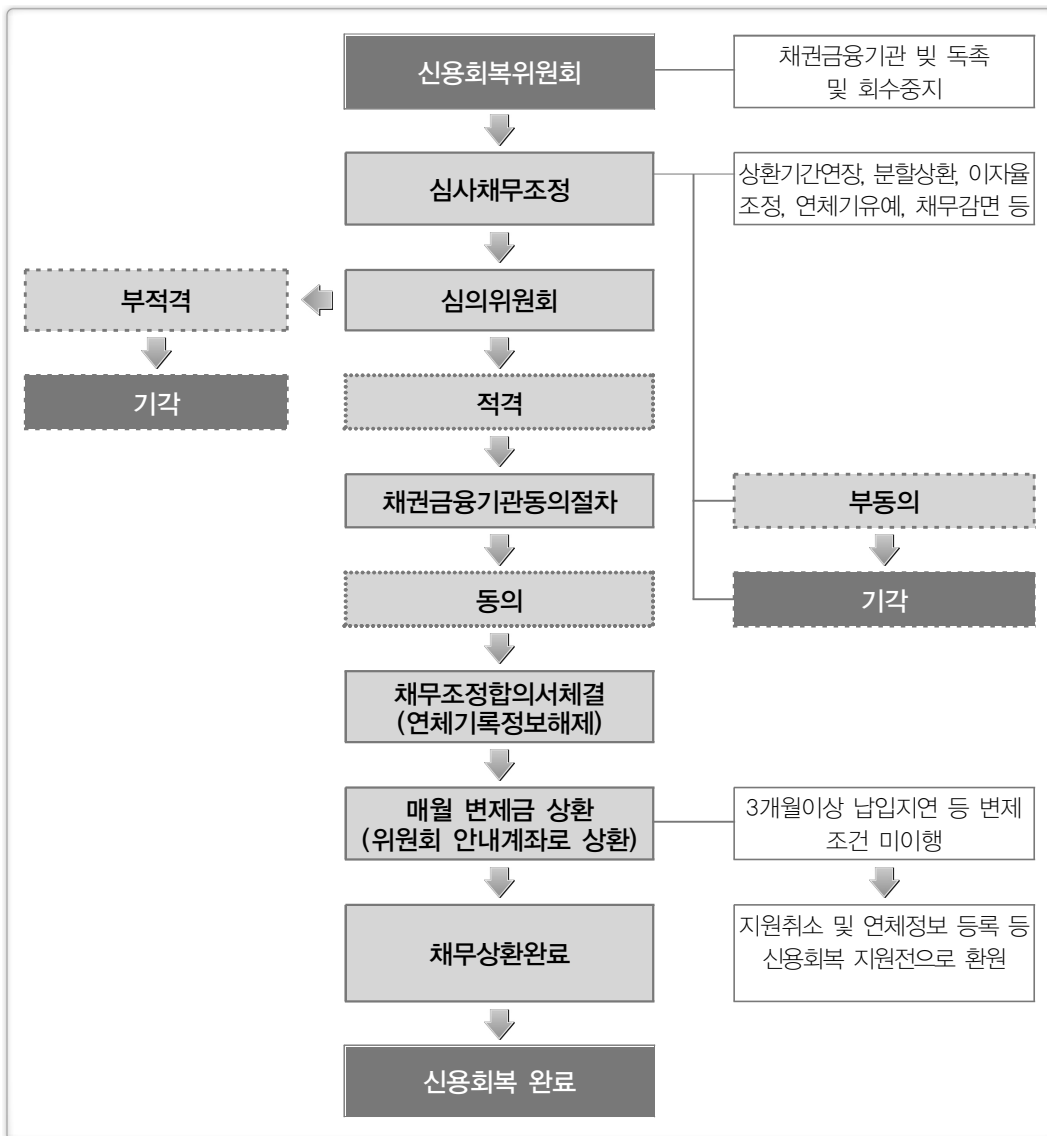 신용회복위원회
채권금융기관 빚 독촉
및 회수중지
심사채무조정
상환기간연장, 분할상환, 이자율
조정, 연체기유예, 채무감면 등
부적격
심의위원회
기각
적격
채권금융기관동의절차
부동의
동의
기각
채무조정합의서체결
(연체기록정보해제)
매월 변제금 상환
(위원회 안내계좌로 상환)
3개월이상 납입지연 등 변제
조건 미이행
채무상환완료
지원취소 및 연체정보 등록 등
신용회복 지원전으로 환원
신용회복 완료